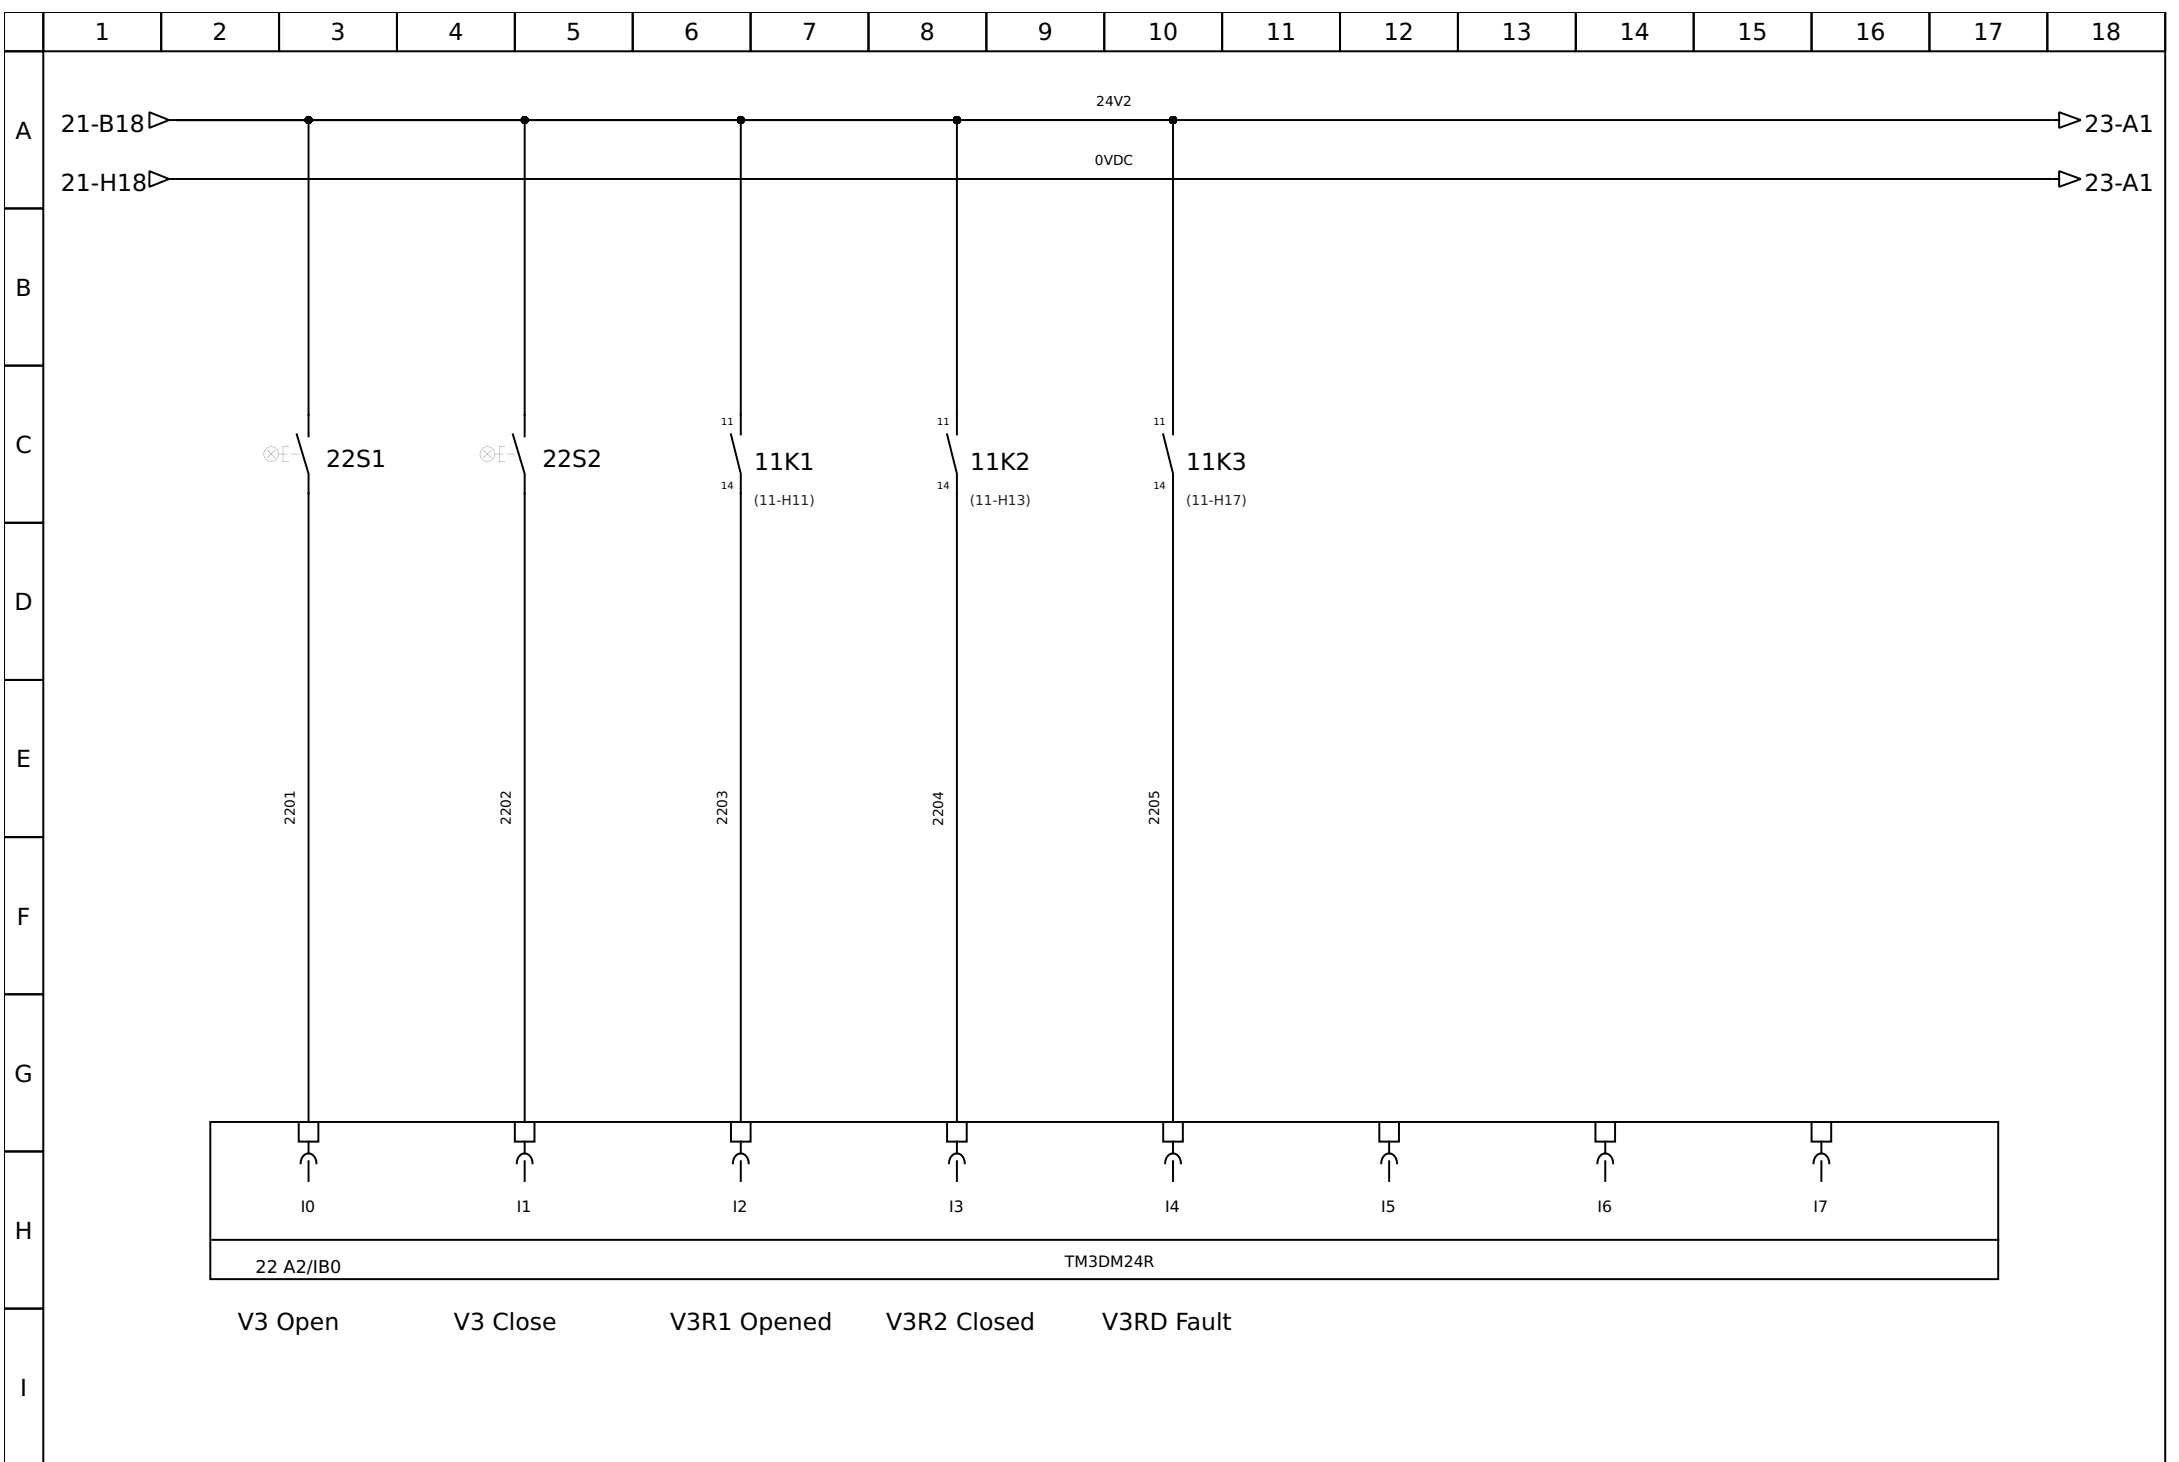 1 2 3 4 5 6 7 8 9 10 11 12 13 14 15 16 17 18
24V2
A
21-B18
23-A1
0VDC
21-H18
23-A1
B
C
11
11
11
22S1
22S2
11K1
11K2
11K3
14
14
14
(11-H11)
(11-H13)
(11-H17)
D
E
2201
2202
2203
2204
2205
F
G
I0 I1 I2 I3 I4 I5 I6 I7
H
22 A2/IB0
TM3DM24R
V3 Open
V3 Close
V3R1 Opened
V3R2 Closed
V3RD Fault
I